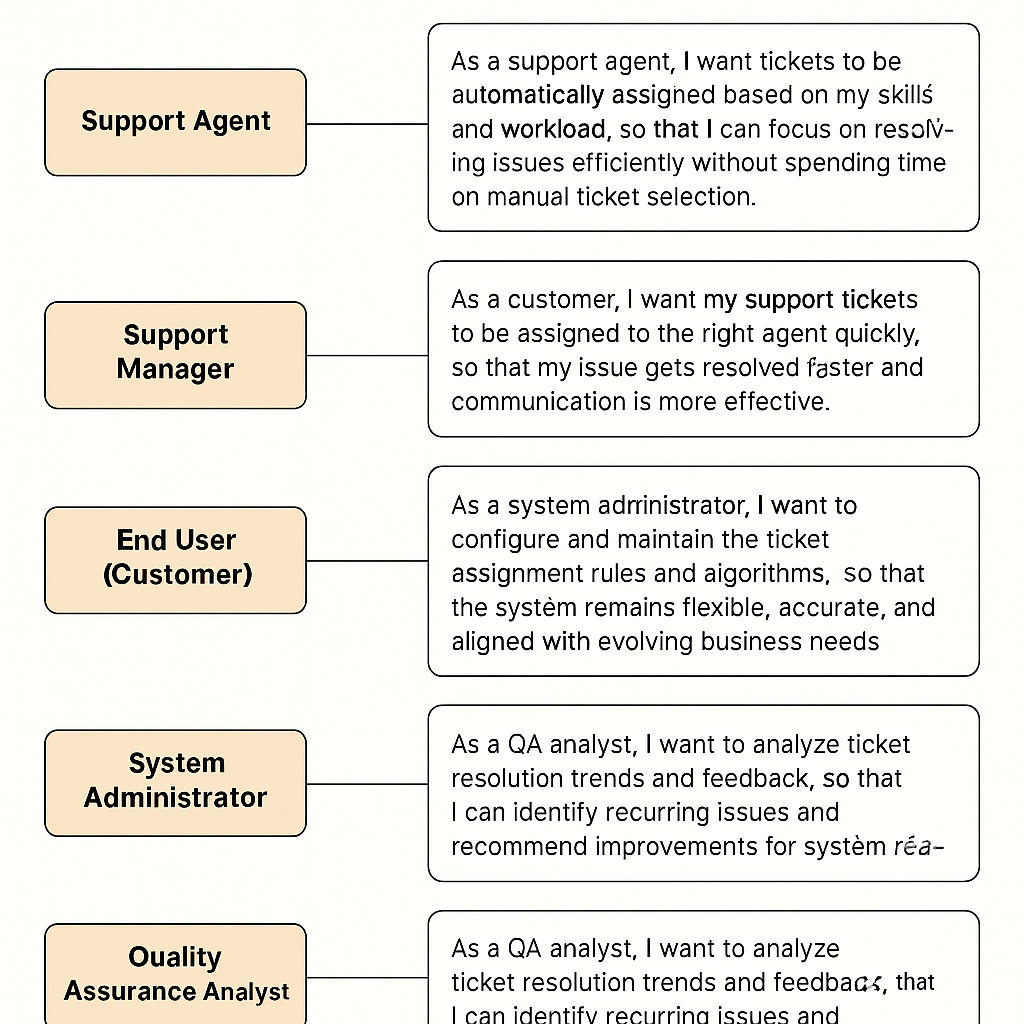 Support Agent
As a support agent, I want tickets to be
automatically assigned based on my skills
and workload, so that I can focus on resolv-
ing issues efficiently without spending time
on manual ticket selection.
Support
Manager
As a customer, I want my support tickets
to be assigned to the right agent quickly,
so that my issue gets resolved faster and
communication is more effective.
End User
(Customer)
As a system adrrinistrator, I want to
configure and maintain the ticket
assignment rules and aigorithms, so that
the systèm remains flexible, accurate, and
aligned with evolving business needs
System
Administrator
As a QA analyst, I want to analyze ticket
resolution trends and feedback, so that
I can identify recurring issues and
recommend improvements for systèm réa-
Ouality
Assurance Analyst
As a QA analyst, I want to analyze
ticket resolution trends and that
I can identify recurring issues and